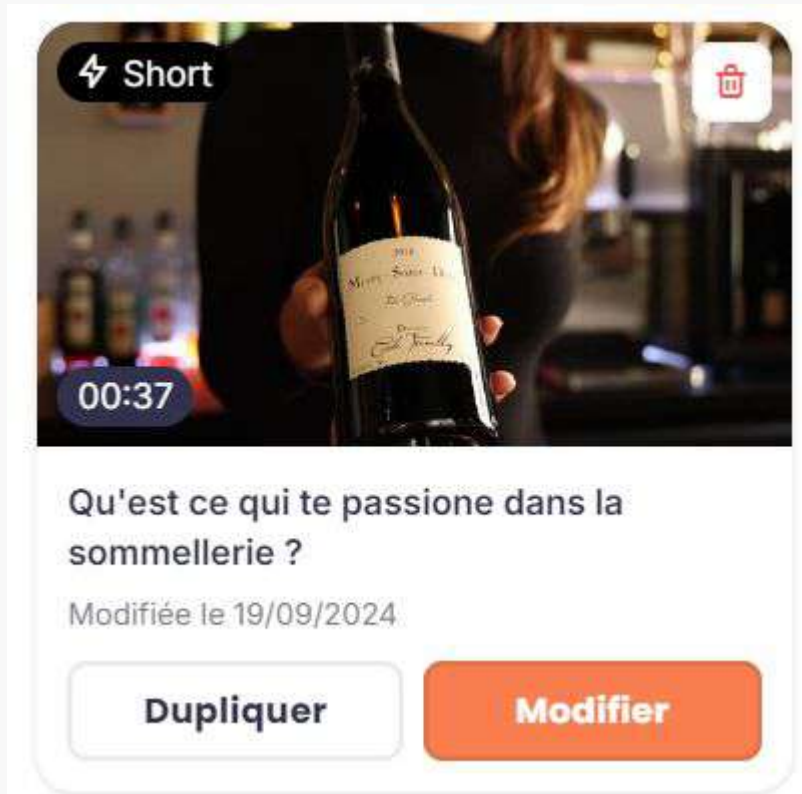 Short
00:37
Qu'est ce qui te passione dans la
sommellerie ?
Modifiée le 19/09/2024
Dupliquer
Modifier